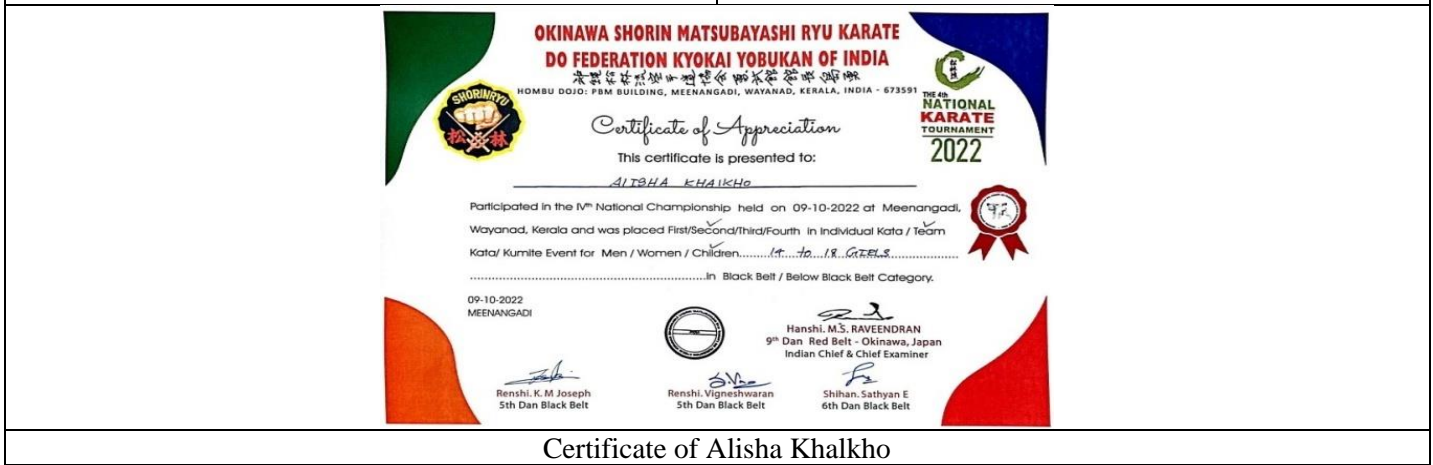 OKINAWA SHORIN MATSUBAYASHI RYU KARATE
DO FEDERATION KYOKAI YOBUKAN OF INDIA
HOMBU DOJO: PBM BUILDING, MEENANGADI, WAYANAD, KERALA, INDIA - 673591
SHORINRYU
松 林
THE 4th
NATIONAL
KARATE
TOURNAMENT
2022
Certificate of Appreciation
This certificate is presented to:
ALISHA KHALKHO
Participated in the IVth National Championship held on 09-10-2022 at Meenangadi,
Wayanad, Kerala and was placed First/Second/Third/Fourth in Individual Kata / Team
Kata/ Kumite Event for Men / Women / Children.........14 to 18 GIRLS..................
.............................................................In Black Belt / Below Black Belt Category.
09-10-2022
MEENANGADI
Hanshi. M.S. RAVEENDRAN
9th Dan Red Belt - Okinawa, Japan
Indian Chief & Chief Examiner
Renshi. K. M Joseph
5th Dan Black Belt
Renshi. Vigneshwaran
5th Dan Black Belt
Shihan. Sathyan E
6th Dan Black Belt
Certificate of Alisha Khalkho